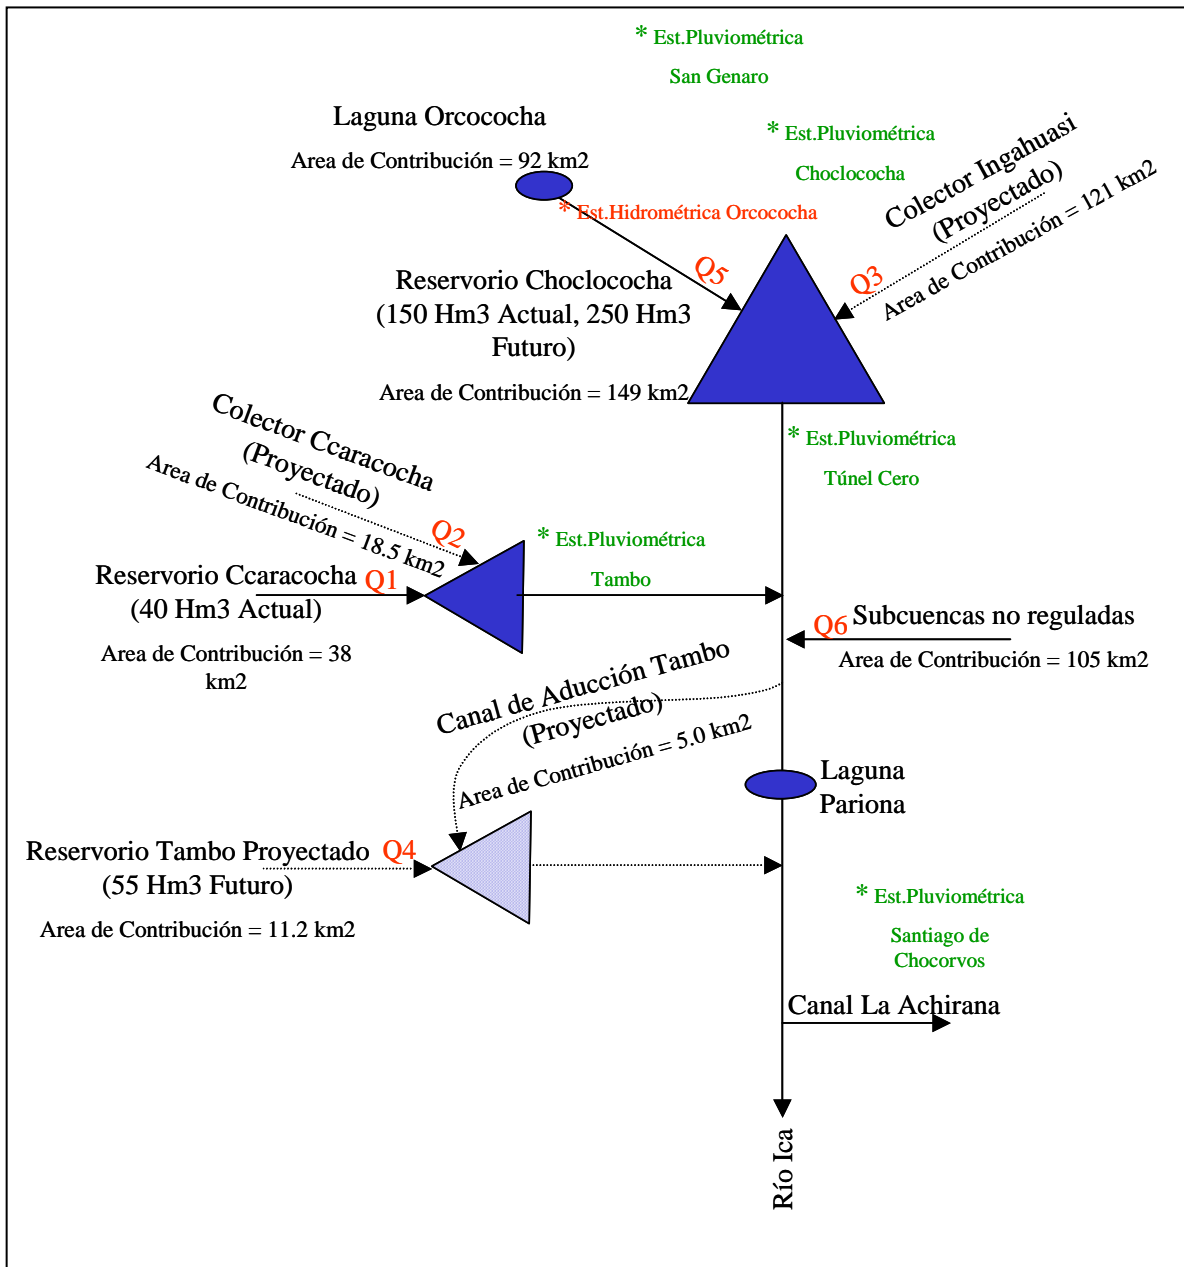 * Est.Pluviométrica
San Genaro
Laguna Orcococha
Area de Contribución = 92 km2
* Est.Pluviométrica
Choclococha
* Est.Hidrométrica Orcococha
Colector Ingahuasi
(Proyectado)
Area de Contribución = 121 km2
Q5
Q3
Reservorio Choclococha
(150 Hm3 Actual, 250 Hm3
Futuro)
Area de Contribución = 149 km2
* Est.Pluviométrica
Túnel Cero
Colector Ccaracocha
(Proyectado)
Area de Contribución = 18.5 km2
Q2
* Est.Pluviométrica
Tambo
Reservorio Ccaracocha
(40 Hm3 Actual)
Q1
Area de Contribución = 38
km2
Q6
Subcuencas no reguladas
Area de Contribución = 105 km2
Canal de Aducción Tambo
(Proyectado)
Area de Contribución = 5.0 km2
Laguna
Pariona
Reservorio Tambo Proyectado
(55 Hm3 Futuro)
Q4
Area de Contribución = 11.2 km2
* Est.Pluviométrica
Santiago de
Chocorvos
Canal La Achirana
Río Ica